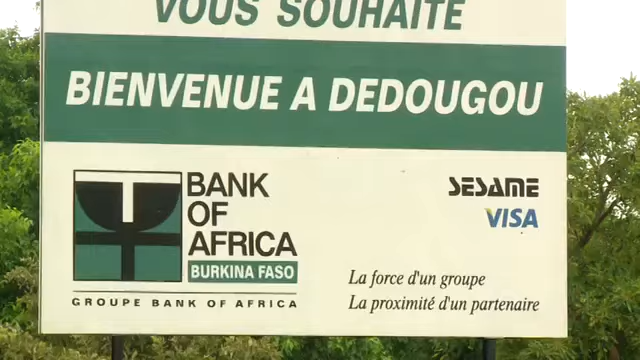 VOUS SOUHAITE
BIENVENUE A DEDOUGOU
BANK
OF
AFRICA
BURKINA FASO
GROUPE BANK OF AFRICA
SESAME
VISA
La force d'un groupe
La proximité d'un partenaire